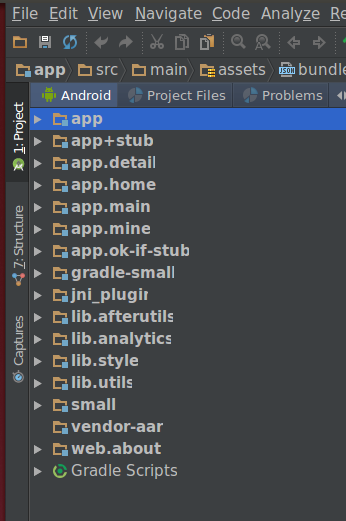 File Edit View Navigate Code Analyze
app src main assets bundle
Android Project Files Problems
1: Project
7: Structure
Captures
app
app+stub
app.detail
app.home
app.main
app.mine
app.ok-if-stub
gradle-small
jni_plugin
lib.afterutils
lib.analytics
lib.style
lib.utils
small
vendor-aar
web.about
Gradle Scripts